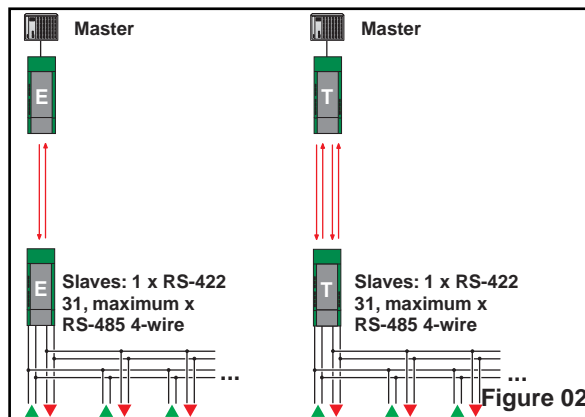 Master
E
E
Slaves: 1 x RS-422
31, maximum x
RS-485 4-wire
...
Master
T
T
Slaves: 1 x RS-422
31, maximum x
RS-485 4-wire
...
Figure 02